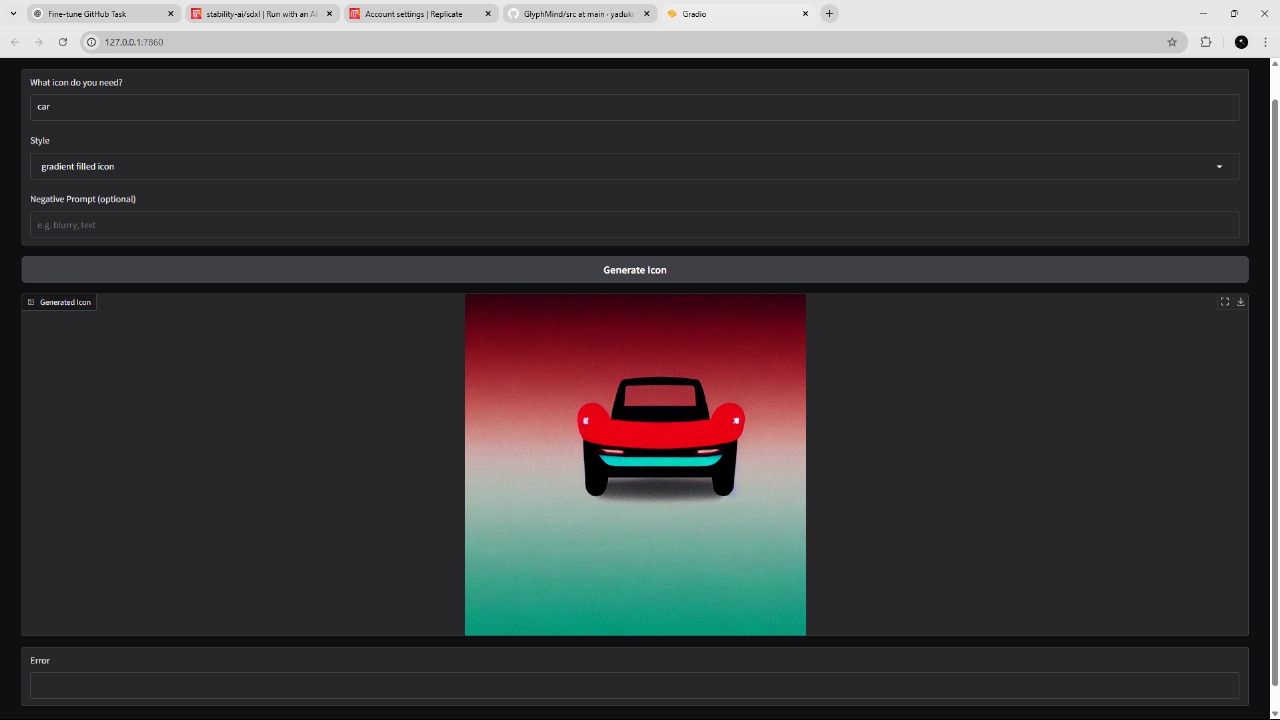 Fine-tune GitHub Task
stability-ai/sdxl | Run with an AI
Account settings | Replicate
GlyphMind/src at main · yaduk
Gradio
127.0.0.1:7860
What icon do you need?
car
Style
gradient filled icon
Negative Prompt (optional)
e.g. blurry, text
Generate Icon
Generated Icon
Error